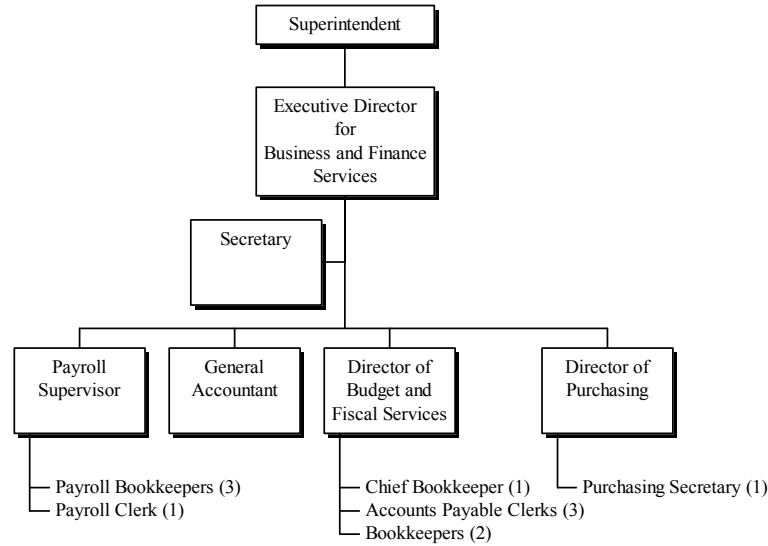 Superintendent
Executive Director
for
Business and Finance
Services
Secretary
Payroll
Supervisor
General
Accountant
Director of
Budget and
Fiscal Services
Director of
Purchasing
Payroll Bookkeepers (3)
Payroll Clerk (1)
Chief Bookkeeper (1)
Accounts Payable Clerks (3)
Bookkeepers (2)
Purchasing Secretary (1)